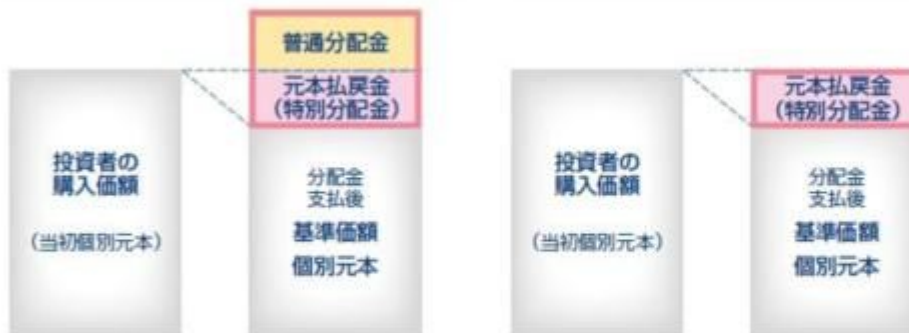 普通分配金
元本払戻金
(特別分配金)
投資者の
購入価額
(当初個別元本)
分配金
支払後
基準価額
個別元本
元本払戻金
(特別分配金)
投資者の
購入価額
(当初個別元本)
分配金
支払後
基準価額
個別元本